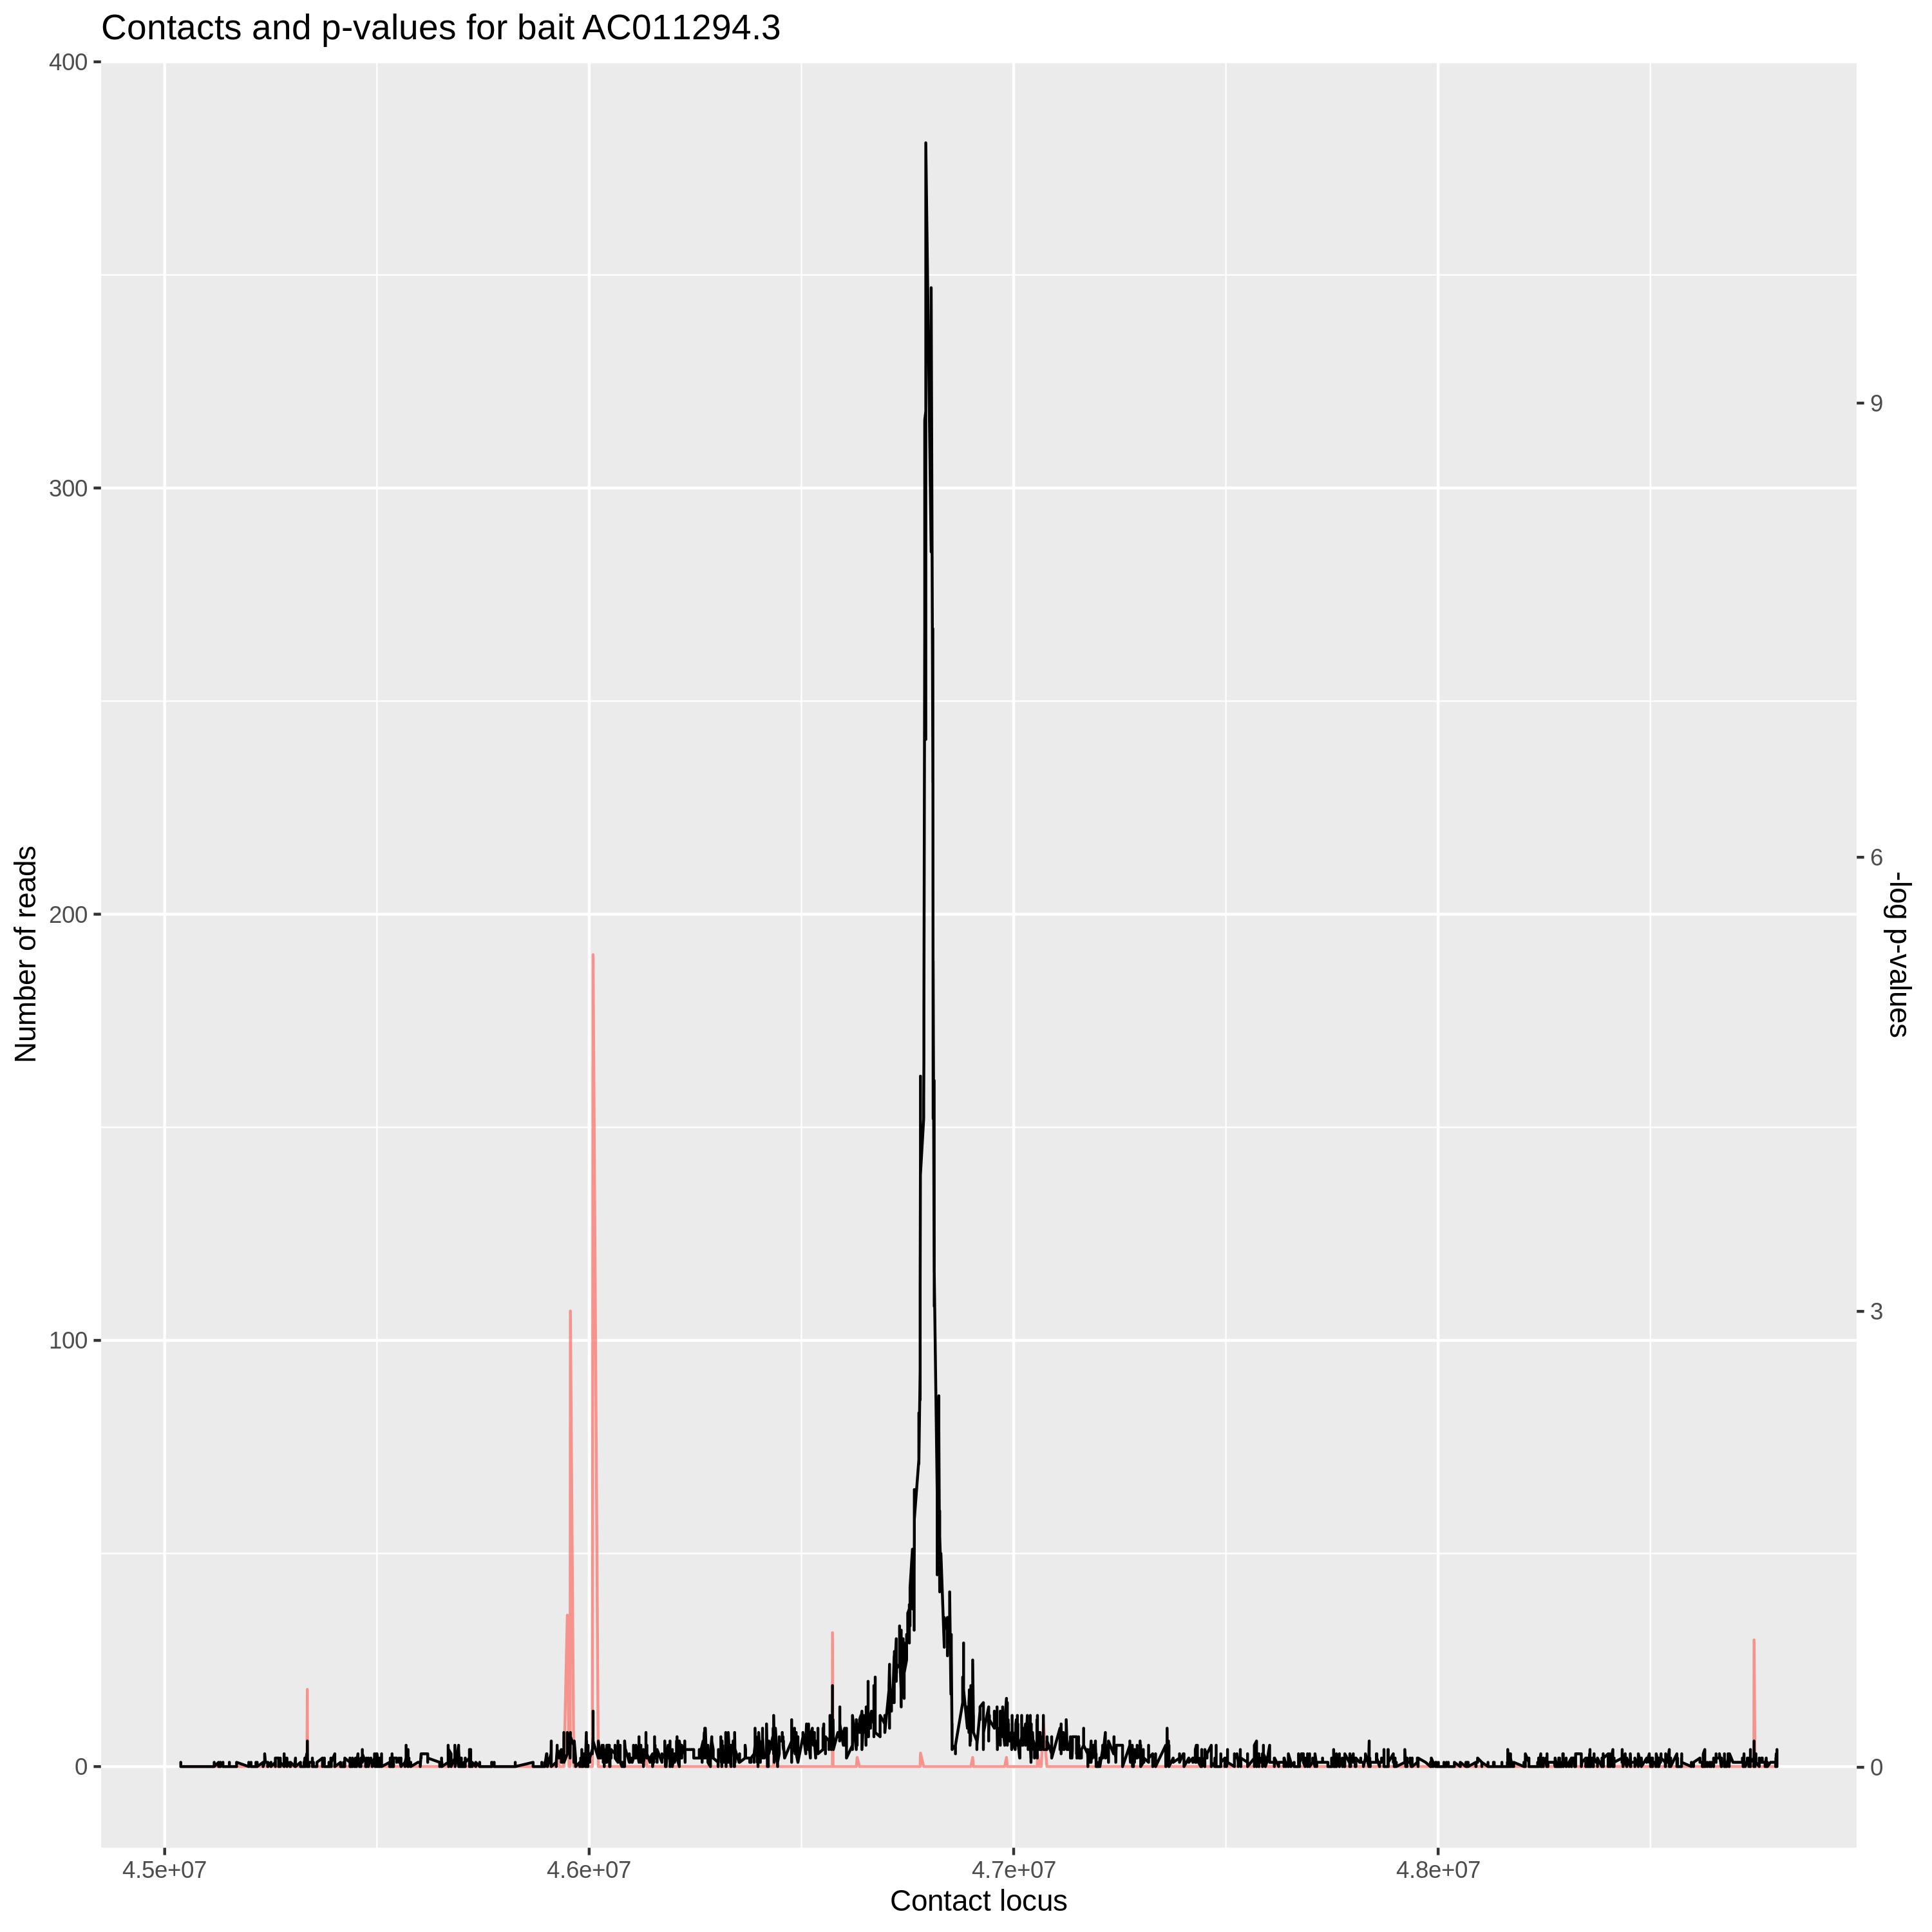 Contacts and p-values for bait AC011294.3
400
300
200
100
0
Number of reads
9
6
3
0
-log p-values
4.5e+07
4.6e+07
4.7e+07
4.8e+07
Contact locus